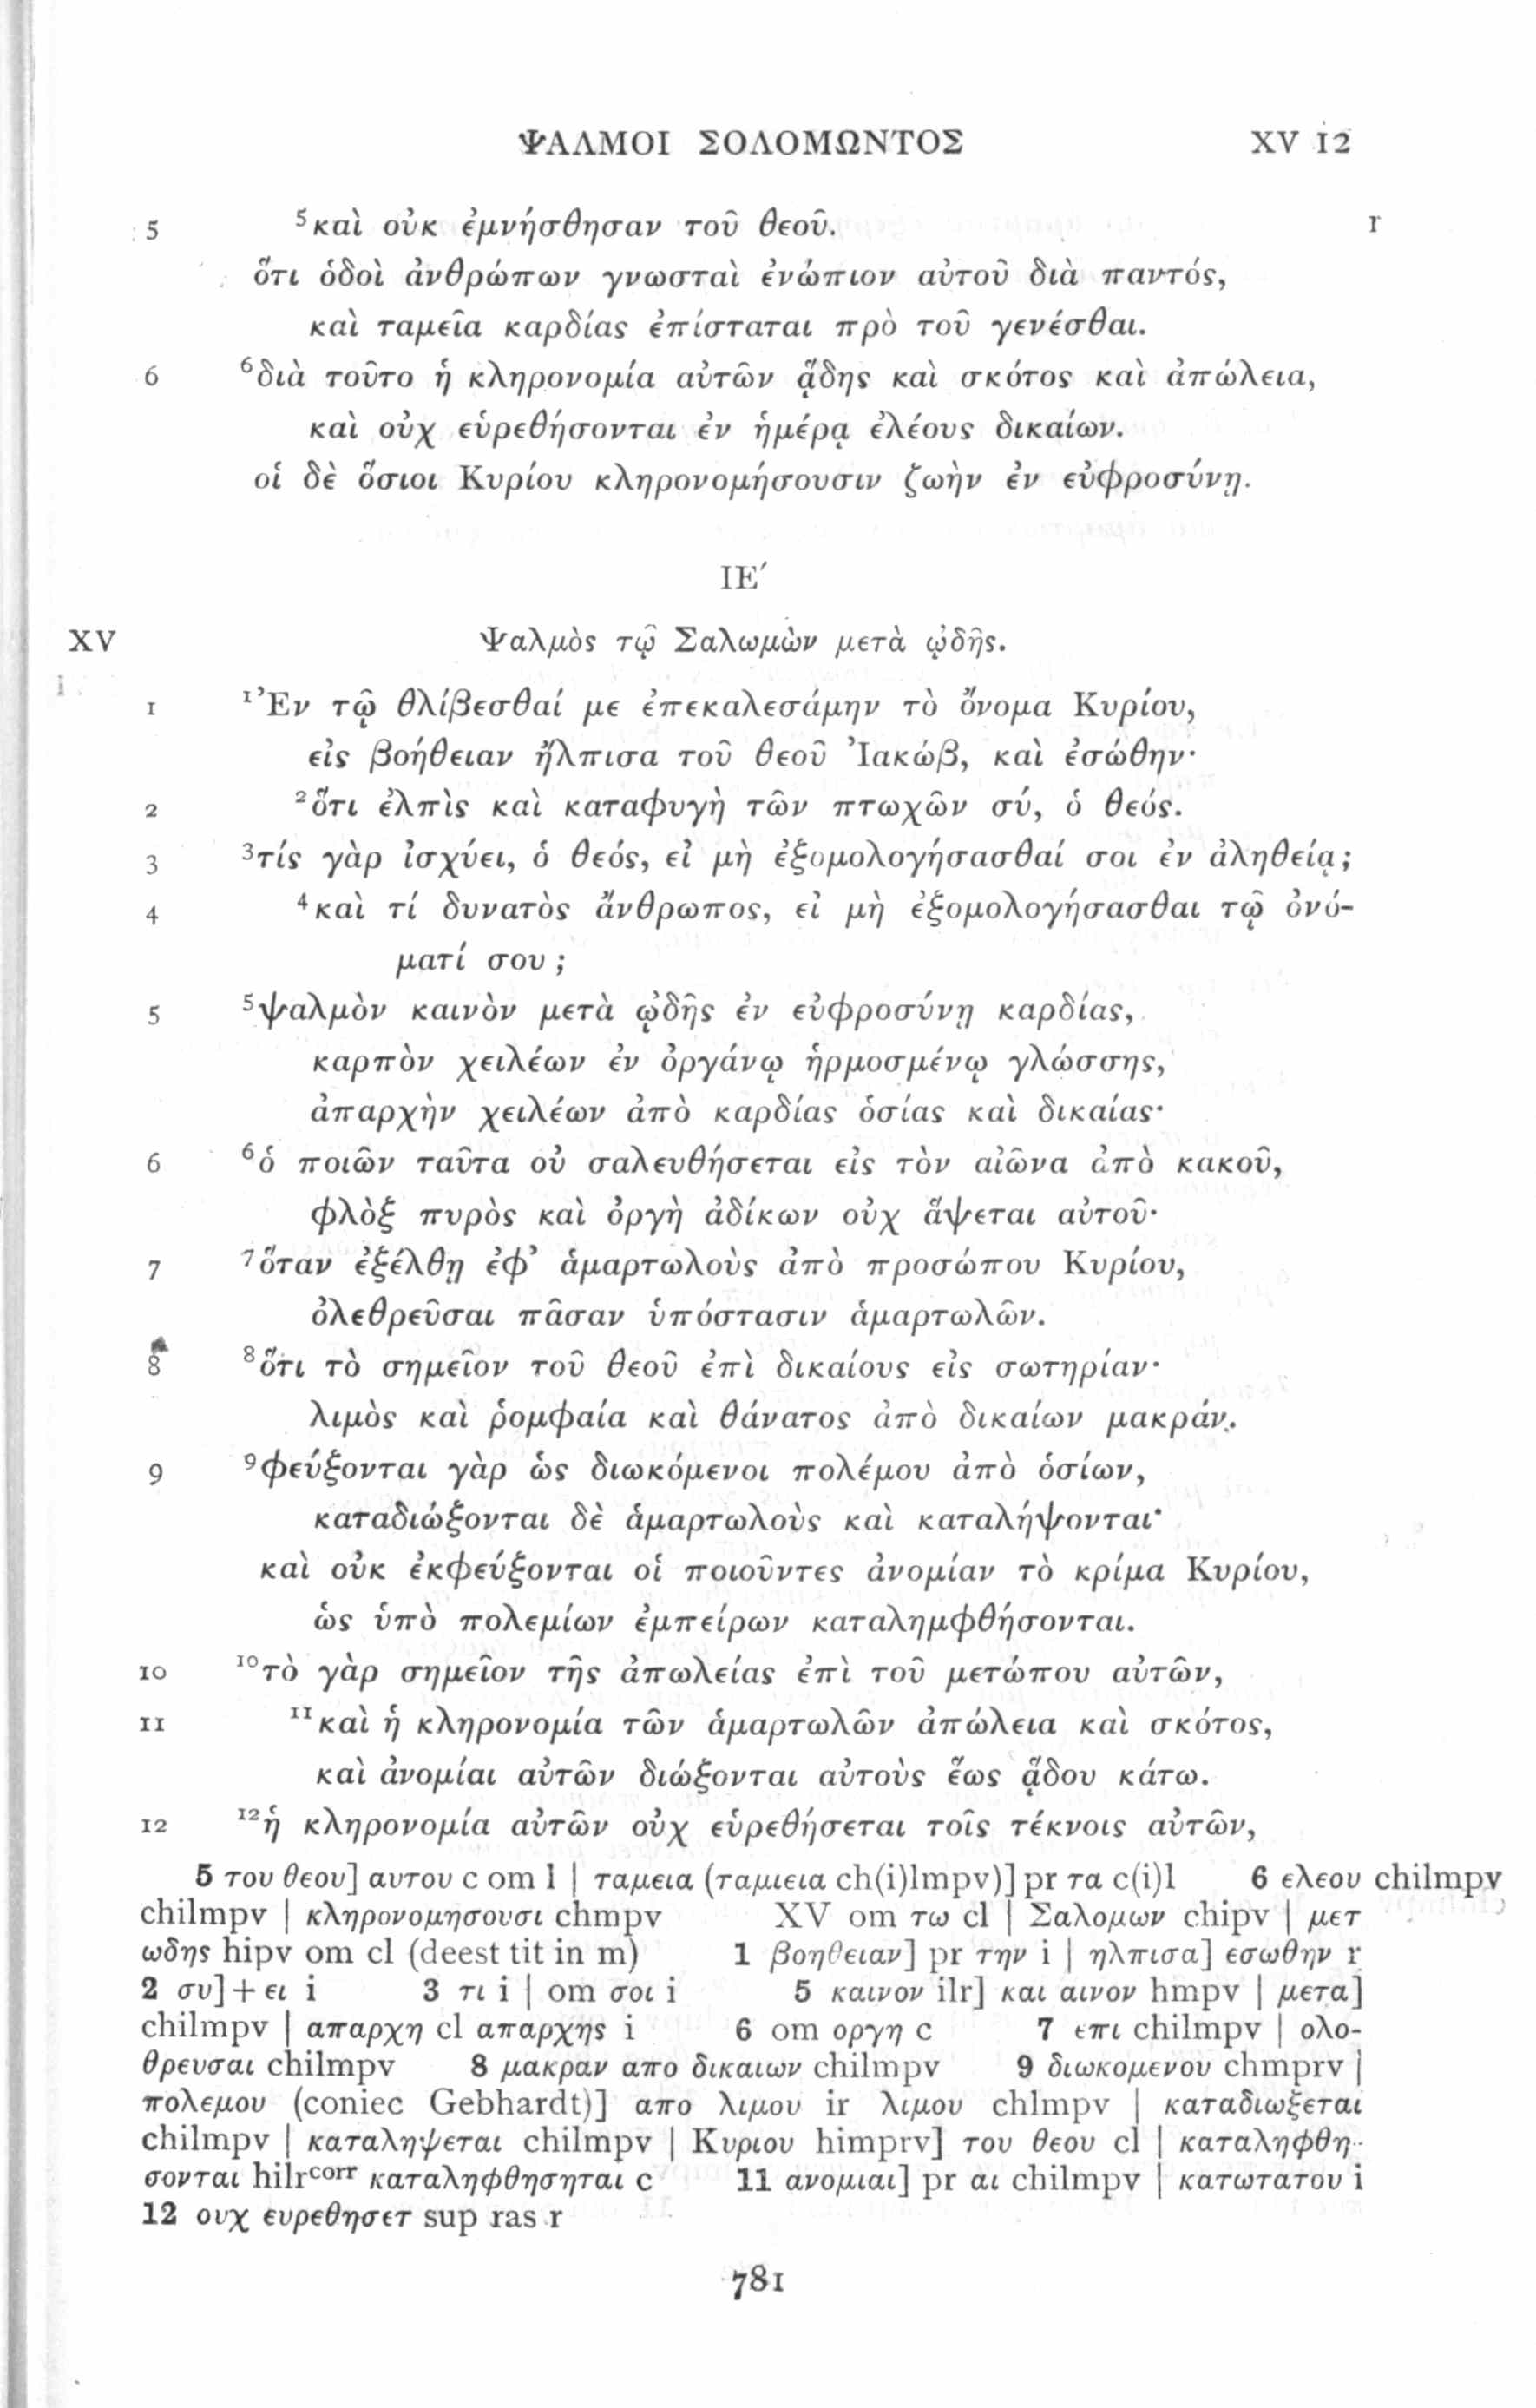 ΨΑΛΜΟΙ ΣΟΛΟΜΩΝΤΟΣ XV 12
5 ⁵καὶ οὐκ ἐμνήσθησαν τοῦ θεοῦ. r
ὅτι ὁδοὶ ἀνθρώπων γνωσταὶ ἐνώπιον αὐτοῦ διὰ παντός,
καὶ ταμεῖα καρδίας ἐπίσταται πρὸ τοῦ γενέσθαι.
6 ⁶διὰ τοῦτο ἡ κληρονομία αὐτῶν ᾅδης καὶ σκότος καὶ ἀπώλεια,
καὶ οὐχ εὑρεθήσονται ἐν ἡμέρᾳ ἐλέους δικαίων.
οἱ δὲ ὅσιοι Κυρίου κληρονομήσουσιν ζωὴν ἐν εὐφροσύνῃ.
ΙΕ′
XV Ψαλμὸς τῷ Σαλωμὼν μετὰ ᾠδῆς.
1 ¹Ἐν τῷ θλίβεσθαί με ἐπεκαλεσάμην τὸ ὄνομα Κυρίου,
εἰς βοήθειαν ἤλπισα τοῦ θεοῦ Ἰακώβ, καὶ ἐσώθην·
2 ²ὅτι ἐλπὶς καὶ καταφυγὴ τῶν πτωχῶν σύ, ὁ θεός.
3 ³τίς γὰρ ἰσχύει, ὁ θεός, εἰ μὴ ἐξομολογήσασθαί σοι ἐν ἀληθείᾳ;
4 ⁴καὶ τί δυνατὸς ἄνθρωπος, εἰ μὴ ἐξομολογήσασθαι τῷ ὀνό-
ματί σου;
5 ⁵ψαλμὸν καινὸν μετὰ ᾠδῆς ἐν εὐφροσύνῃ καρδίας,
καρπὸν χειλέων ἐν ὀργάνῳ ἡρμοσμένῳ γλώσσης,
ἀπαρχὴν χειλέων ἀπὸ καρδίας ὁσίας καὶ δικαίας·
6 ⁶ὁ ποιῶν ταῦτα οὐ σαλευθήσεται εἰς τὸν αἰῶνα ἀπὸ κακοῦ,
φλὸξ πυρὸς καὶ ὀργὴ ἀδίκων οὐχ ἅψεται αὐτοῦ·
7 ⁷ὅταν ἐξέλθῃ ἐφ’ ἁμαρτωλοὺς ἀπὸ προσώπου Κυρίου,
ὀλεθρεῦσαι πᾶσαν ὑπόστασιν ἁμαρτωλῶν.
8 ⁸ὅτι τὸ σημεῖον τοῦ θεοῦ ἐπὶ δικαίους εἰς σωτηρίαν·
λιμὸς καὶ ῥομφαία καὶ θάνατος ἀπὸ δικαίων μακράν.
9 ⁹φεύξονται γὰρ ὡς διωκόμενοι πολέμου ἀπὸ ὁσίων,
καταδιώξονται δὲ ἁμαρτωλοὺς καὶ καταλήψονται·
καὶ οὐκ ἐκφεύξονται οἱ ποιοῦντες ἀνομίαν τὸ κρίμα Κυρίου,
ὡς ὑπὸ πολεμίων ἐμπείρων καταλημφθήσονται.
10 ¹⁰τὸ γὰρ σημεῖον τῆς ἀπωλείας ἐπὶ τοῦ μετώπου αὐτῶν,
11 ¹¹καὶ ἡ κληρονομία τῶν ἁμαρτωλῶν ἀπώλεια καὶ σκότος,
καὶ ἀνομίαι αὐτῶν διώξονται αὐτοὺς ἕως ᾅδου κάτω.
12 ¹²ἡ κληρονομία αὐτῶν οὐχ εὑρεθήσεται τοῖς τέκνοις αὐτῶν,
5 του θεου] αυτου c om l | ταμεια (ταμιεια ch(i)lmpv)] pr τα c(i)l 6 ελεου chilmpv
chilmpv | κληρονομησουσι chmpv XV om τω cl | Σαλομων chipv | μετ
ωδης hipv om cl (deest tit in m) 1 βοηθειαν] pr την i | ηλπισα] εσωθην r
2 συ]+ει i 3 τι i | om σοι i 5 καινον ilr] και αινον hmpv | μετα]
chilmpv | απαρχη cl απαρχης i 6 om οργη c 7 επι chilmpv | ολο-
θρευσαι chilmpv 8 μακραν απο δικαιων chilmpv 9 διωκομενου chmprv |
πολεμου (coniec Gebhardt)] απο λιμου ir λιμου chlmpv | καταδιωξεται
chilmpv | καταληψεται chilmpv | Κυριου himprv] του θεου cl | καταληφθη-
σονται hilrᶜᵒʳʳ καταληφθησηται c 11 ανομιαι] pr αι chilmpv | κατωτατου i
12 ουχ ευρεθησετ sup ras r
781